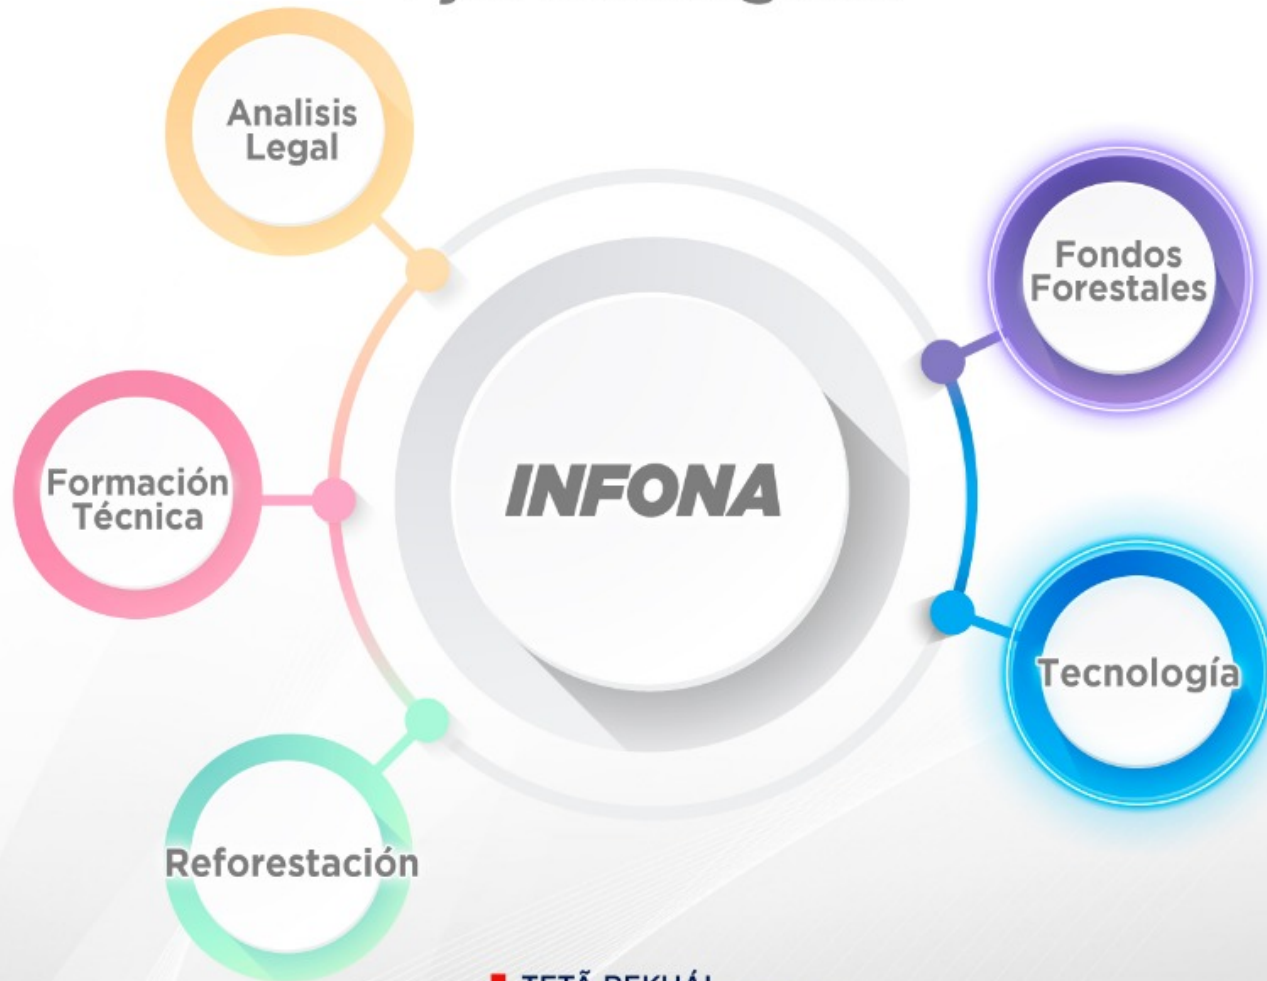 Analisis
Legal
Fondos
Forestales
Formación
Técnica
INFONA
Tecnología
Reforestación